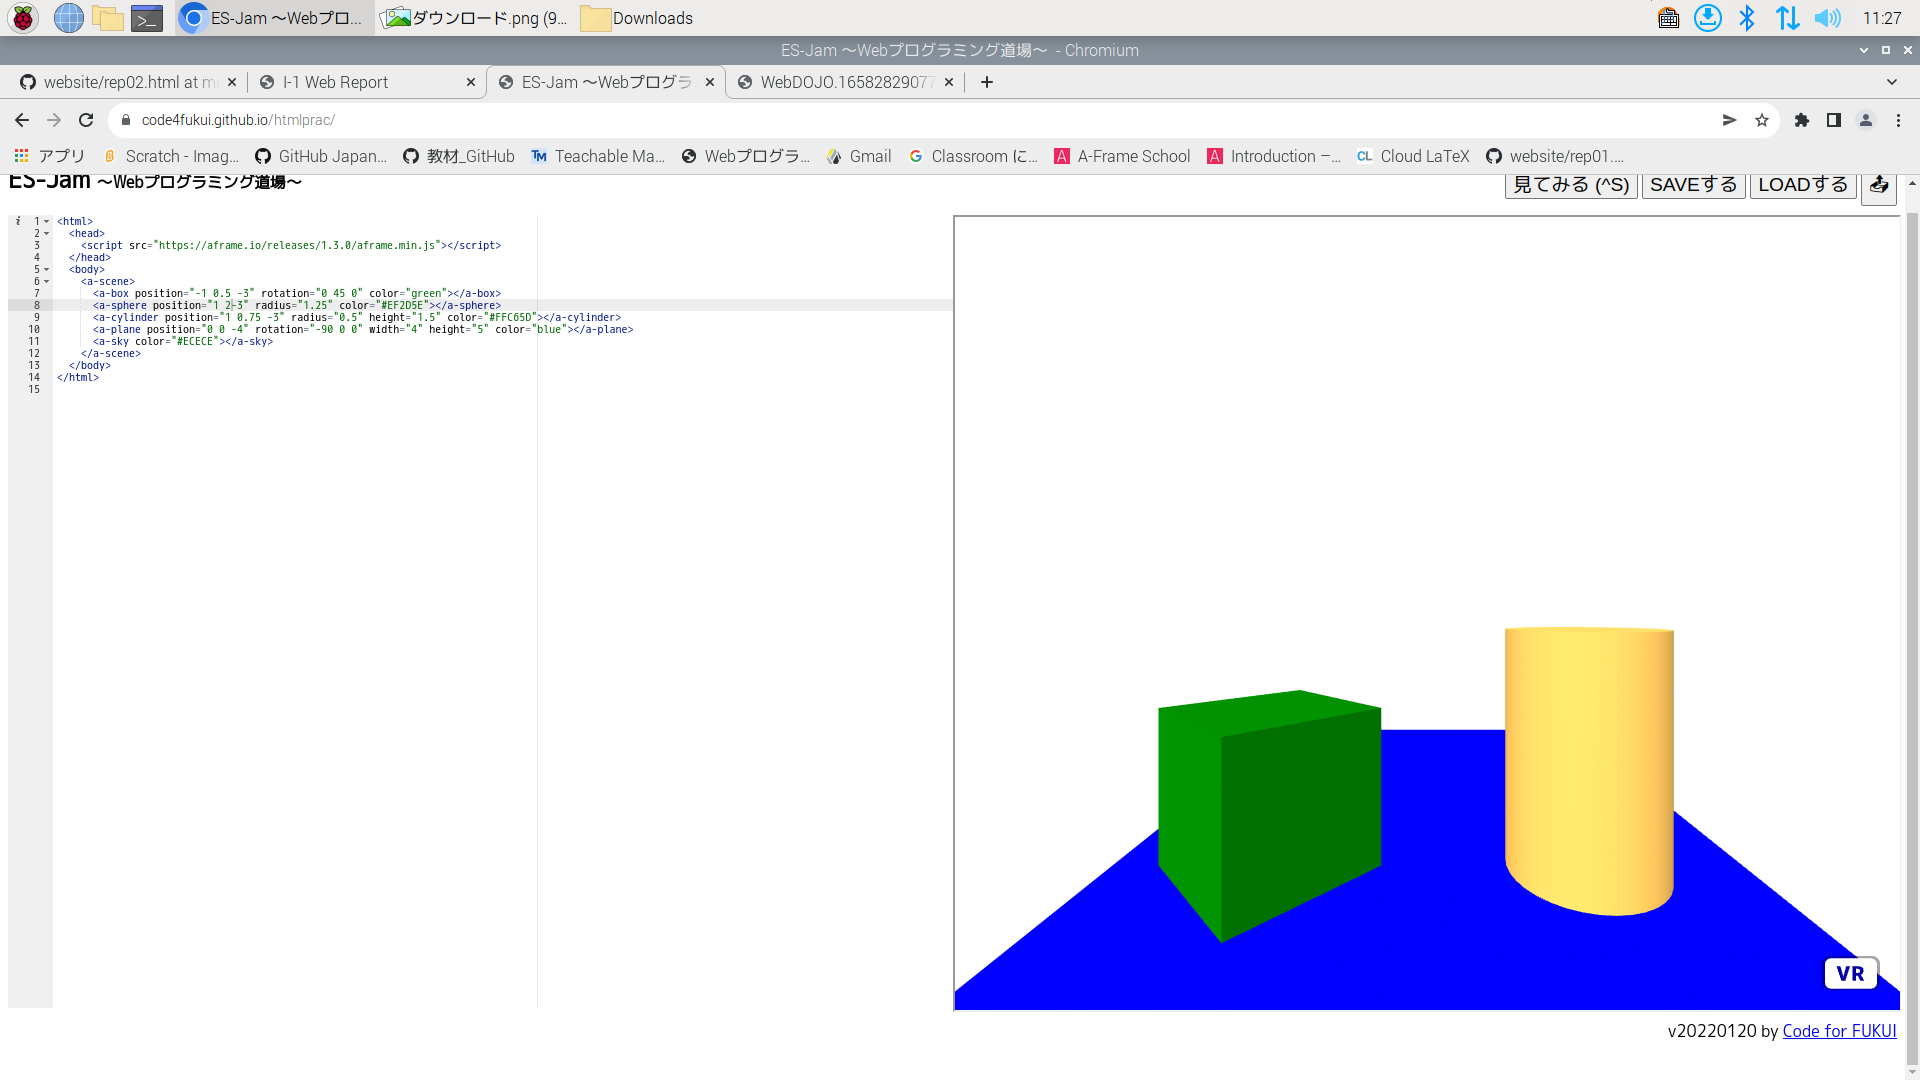 ES-Jam ～Webプロ...
ダウンロード.png (9...
Downloads
11:27
ES-Jam ～Webプログラミング道場～ - Chromium
website/rep02.html at m
I-1 Web Report
ES-Jam ～Webプログラ
WebDOJO.1658282907
code4fukui.github.io/htmlprac/
アプリ
Scratch - Imag...
GitHub Japan...
教材_GitHub
Teachable Ma...
Webプログラ...
Gmail
Classroom に...
A-Frame School
Introduction –...
Cloud LaTeX
website/rep01....
ES-Jam ～Webプログラミング道場～
見てみる (^S)
SAVEする
LOADする
1 <html>
2 <head>
3 <script src="https://aframe.io/releases/1.3.0/aframe.min.js"></script>
4 </head>
5 <body>
6 <a-scene>
7 <a-box position="-1 0.5 -3" rotation="0 45 0" color="green"></a-box>
8 <a-sphere position="1 2-3" radius="1.25" color="#EF2D5E"></a-sphere>
9 <a-cylinder position="1 0.75 -3" radius="0.5" height="1.5" color="#FFC65D"></a-cylinder>
10 <a-plane position="0 0 -4" rotation="-90 0 0" width="4" height="5" color="blue"></a-plane>
11 <a-sky color="#ECECE"></a-sky>
12 </a-scene>
13 </body>
14 </html>
15
VR
v20220120 by Code for FUKUI